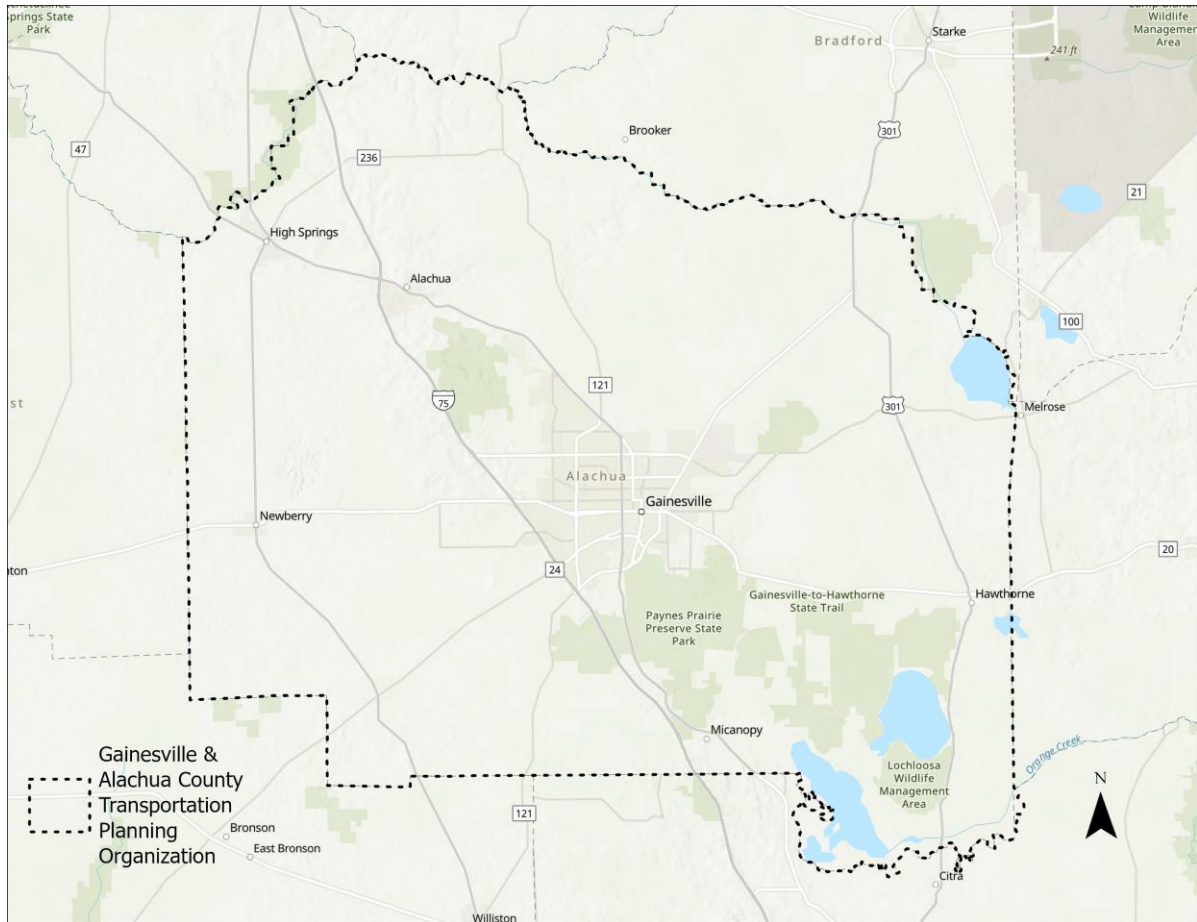 Springs State
Park
Wildlife
Management
Area
Starke
Bradford
241 ft
301
Brooker
47
236
21
High Springs
Alachua
100
75
121
301
Melrose
Alachua
Gainesville
Newberry
24
20
Gainesville-to-Hawthorne
State Trail
Hawthorne
Paynes Prairie
Preserve State
Park
Micanopy
Orange Creek
Lochloosa
Wildlife
Management
Area
N
Gainesville &
Alachua County
Transportation
Planning
Organization
121
Bronson
East Bronson
Citra
Williston